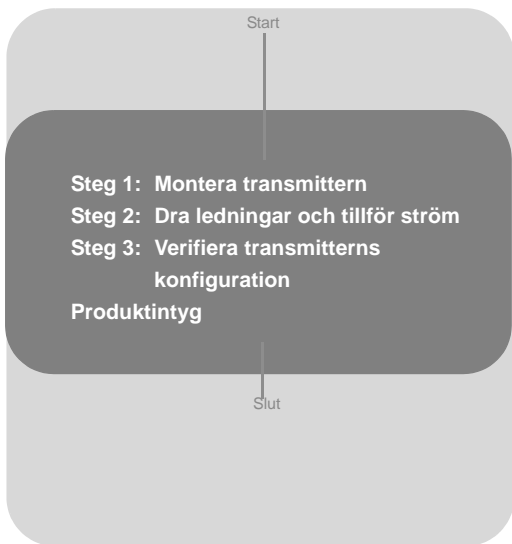 Start
Steg 1: Montera transmittern
Steg 2: Dra ledningar och tillför ström
Steg 3: Verifiera transmitterns
konfiguration
Produktintyg
Slut